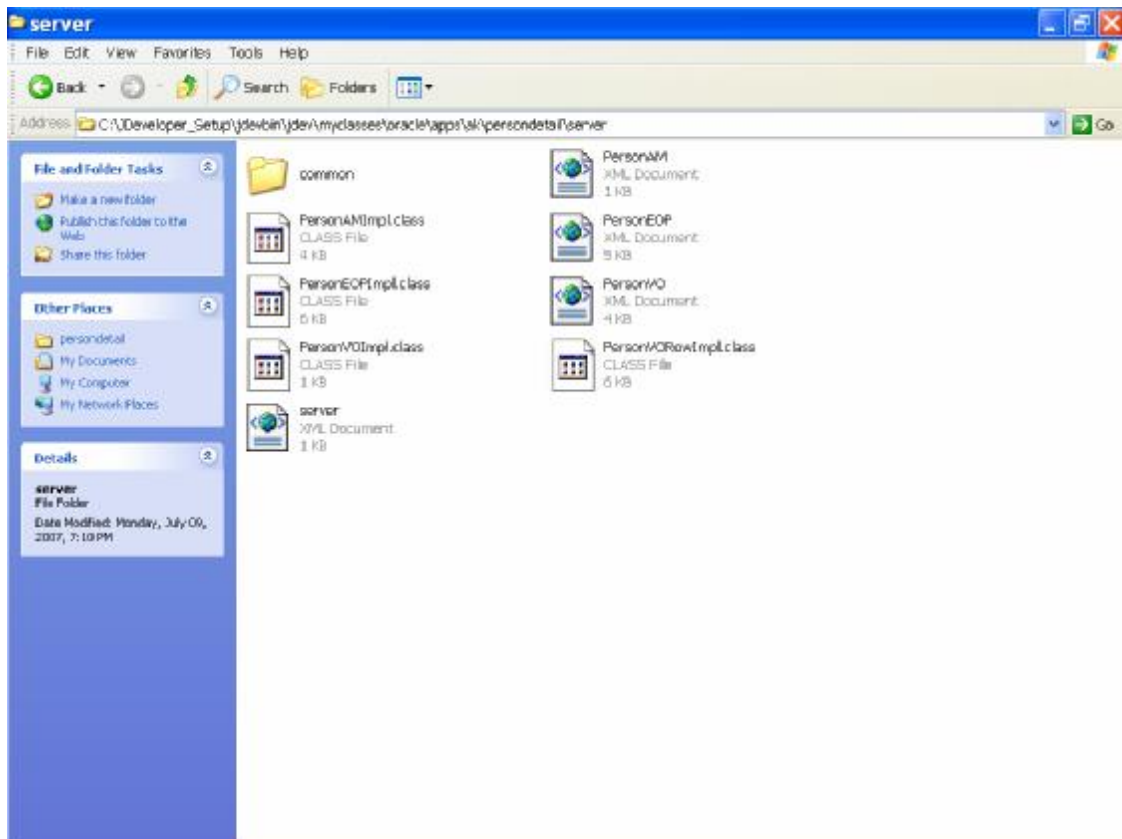 server
File Edit View Favorites Tools Help
Back Search Folders
Address C:\JDeveloper_Setup\jdevbin\jdev\myclasses\oracle\apps\ak\persondetail\server Go
File and Folder Tasks
Make a new folder
Publish this folder to the
Web
Share this folder
Other Places
persondetail
My Documents
My Computer
My Network Places
Details
server
File Folder
Date Modified: Monday, July 09,
2007, 7:10 PM
common
PersonAM
XML Document
1 KB
PersonAMImpl.class
CLASS File
4 KB
PersonEOP
XML Document
5 KB
PersonEOPImpl.class
CLASS File
6 KB
PersonVO
XML Document
4 KB
PersonVOImpl.class
CLASS File
1 KB
PersonVORowImpl.class
CLASS File
6 KB
server
XML Document
1 KB